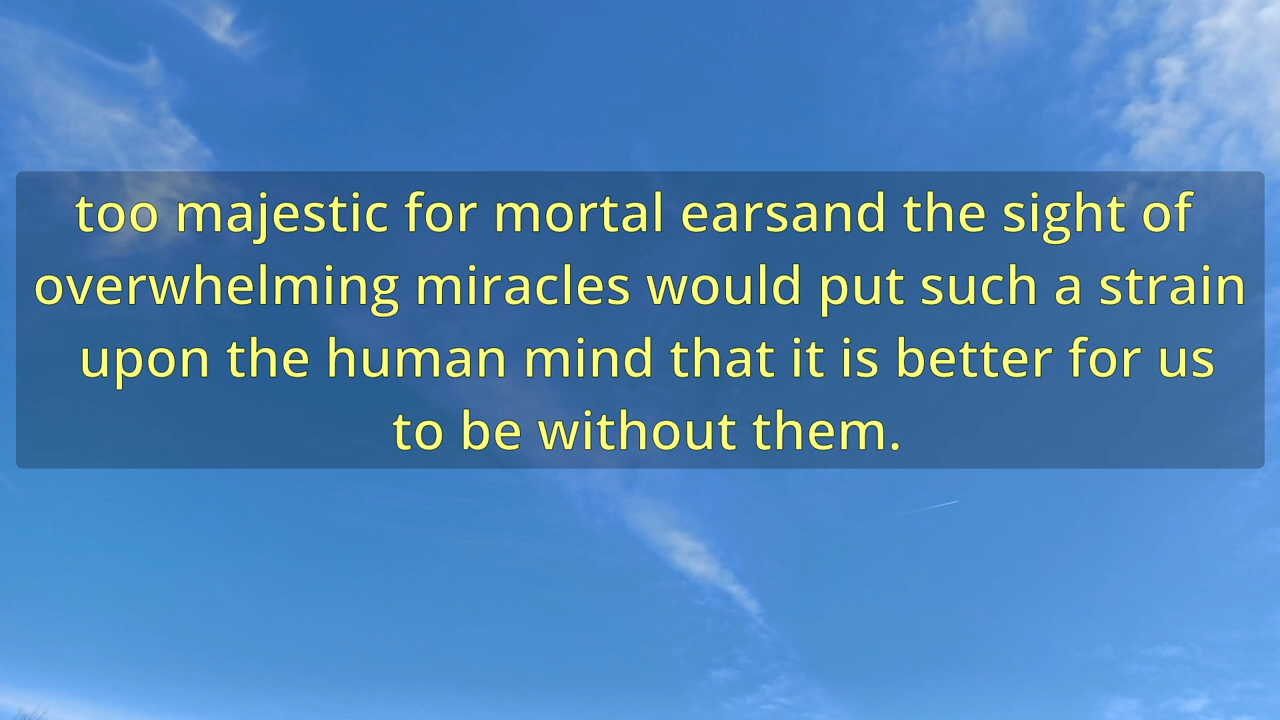 too majestic for mortal earsand the sight of
overwhelming miracles would put such a strain
upon the human mind that it is better for us
to be without them.